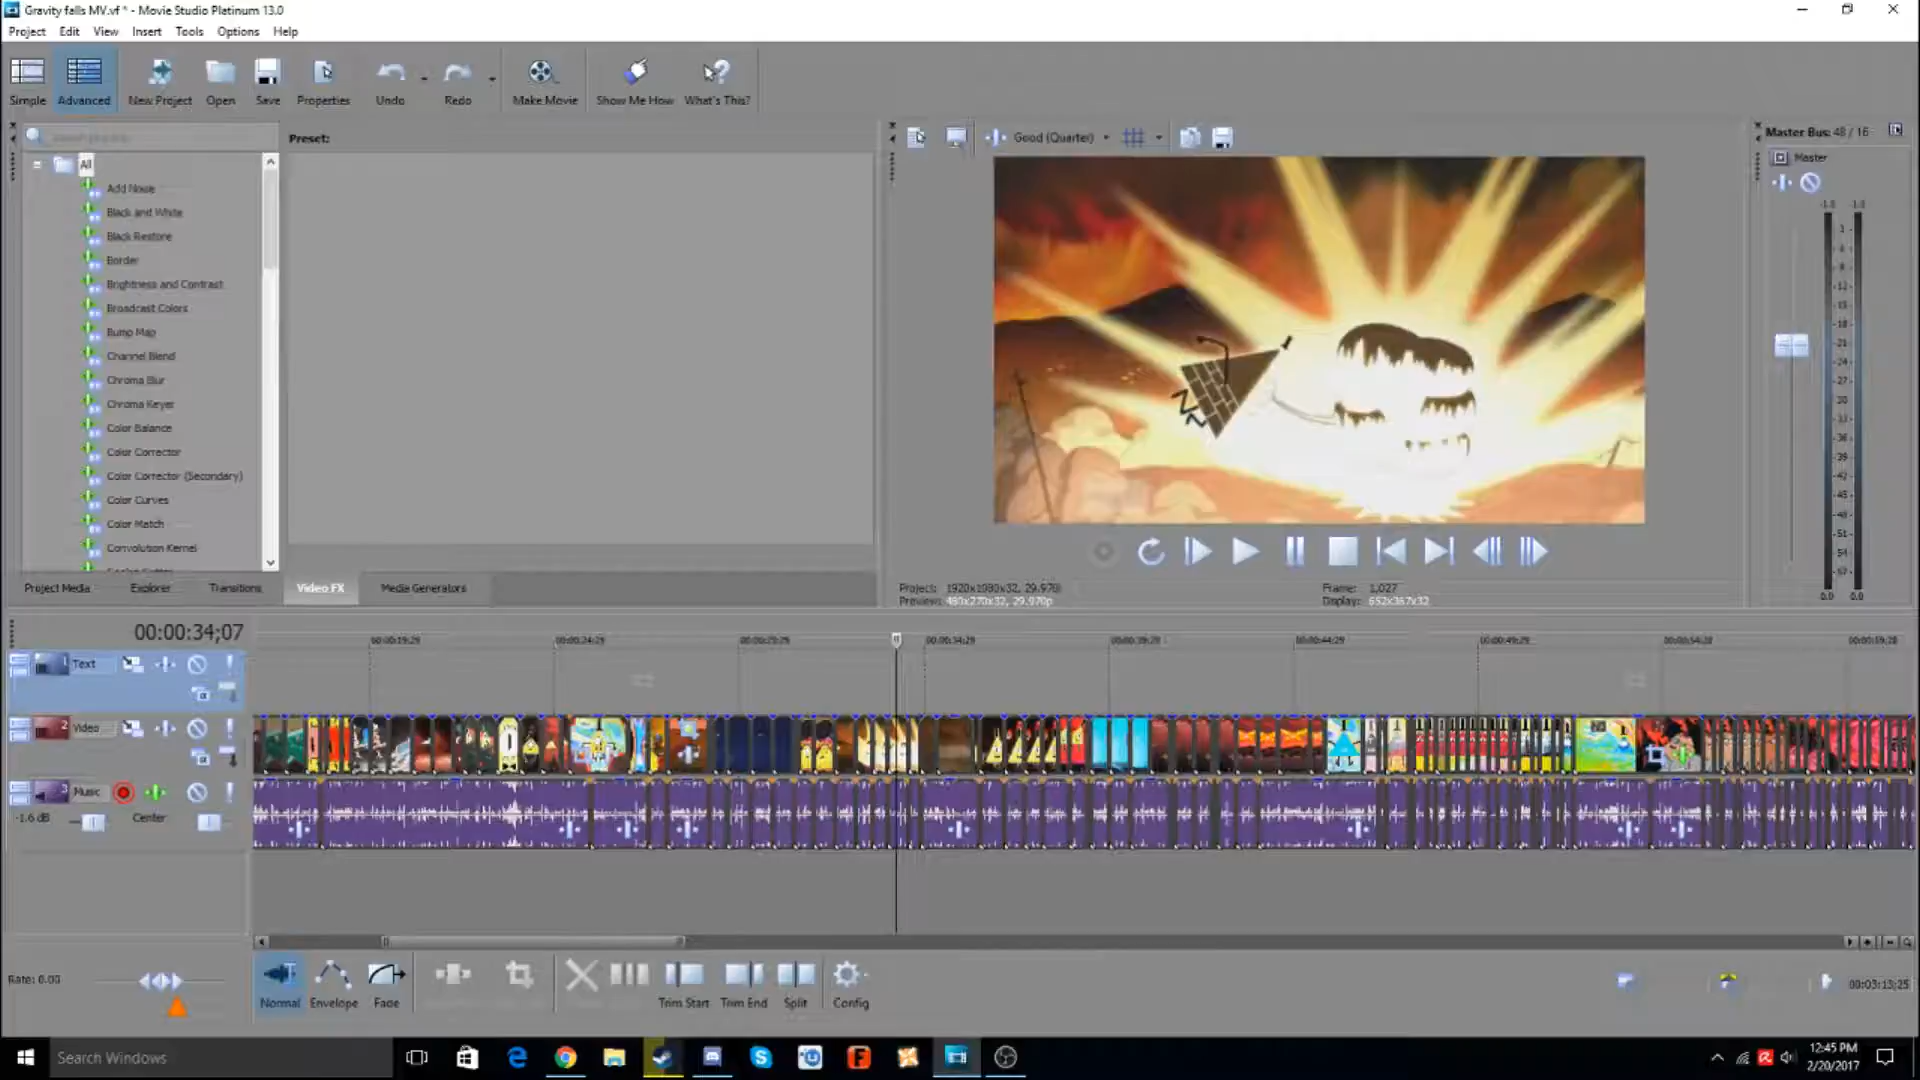 Gravity falls MV.vf * - Movie Studio Platinum 13.0
Project Edit View Insert Tools Options Help
Simple Advanced New Project Open Save Properties Undo Redo Make Movie Show Me How What's This?
Preset:
Good (Quarter)
Master Bus: 48 / 16
Master
All
Add Noise
Black and White
Black Restore
Border
Brightness and Contrast
Broadcast Colors
Bump Map
Channel Blend
Chroma Blur
Chroma Keyer
Color Balance
Color Corrector
Color Corrector (Secondary)
Color Curves
Color Match
Convolution Kernel
Project Media Explorer Transitions Video FX Media Generators
Project: 1920x1080x32, 29.970i
Frame: 1,027
Preview: 480x270x32, 29.970p
Display: 652x367x32
0.0 0.0
00:00:34;07
00:00:19;29 00:00:24;29 00:00:29;29 00:00:34;29 00:00:39;29 00:00:44;29 00:00:49;29 00:00:54;28 00:00:59;28
1 Text
2 Video
3 Music
-1.6 dB Center
Rate: 0.00
Normal Envelope Fade Trim Start Trim End Split Config
00:03:13;25
Search Windows
12:45 PM
2/20/2017